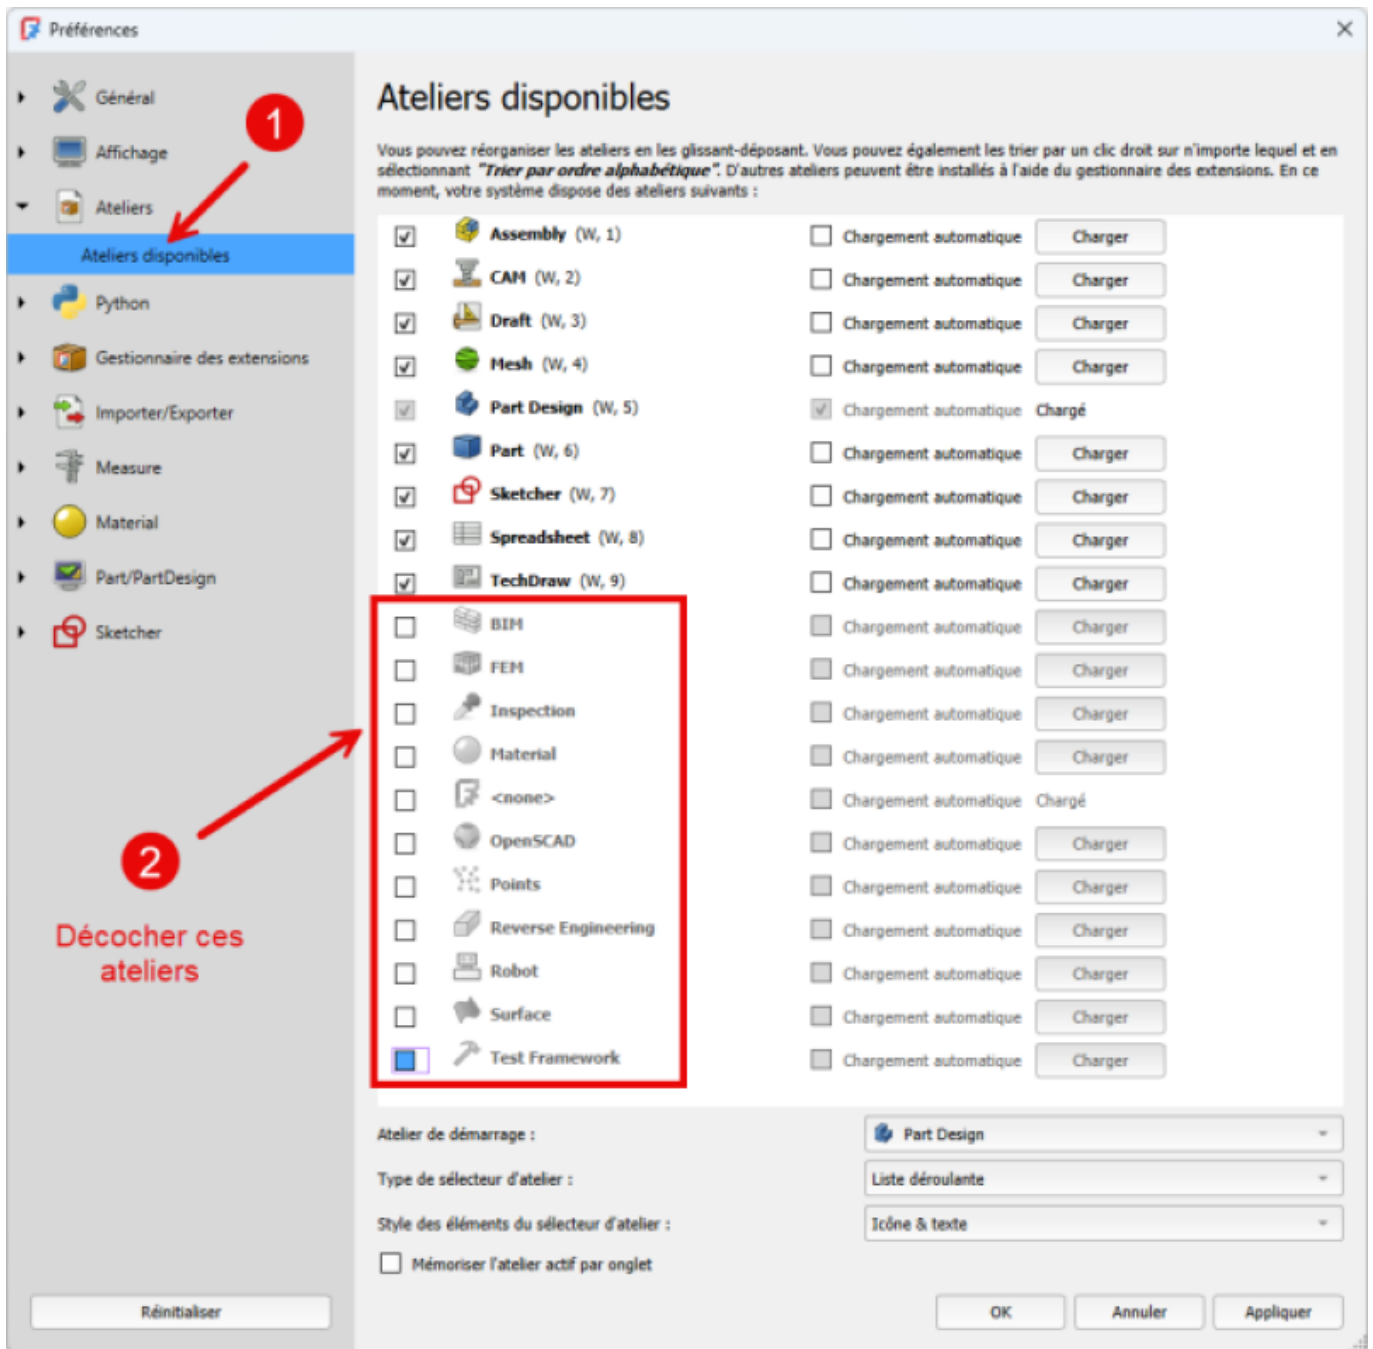 Préférences
Général
Affichage
Ateliers
Ateliers disponibles
Python
Gestionnaire des extensions
Importer/Exporter
Measure
Material
Part/PartDesign
Sketcher
1
2
Décocher ces
ateliers
Réinitialiser
Ateliers disponibles
Vous pouvez réorganiser les ateliers en les glissant-déposant. Vous pouvez également les trier par un clic droit sur n'importe lequel et en
sélectionnant "Trier par ordre alphabétique". D'autres ateliers peuvent être installés à l'aide du gestionnaire des extensions. En ce
moment, votre système dispose des ateliers suivants :
Assembly (W, 1) Chargement automatique Charger
CAM (W, 2) Chargement automatique Charger
Draft (W, 3) Chargement automatique Charger
Mesh (W, 4) Chargement automatique Charger
Part Design (W, 5) Chargement automatique Chargé
Part (W, 6) Chargement automatique Charger
Sketcher (W, 7) Chargement automatique Charger
Spreadsheet (W, 8) Chargement automatique Charger
TechDraw (W, 9) Chargement automatique Charger
BIM Chargement automatique Charger
FEM Chargement automatique Charger
Inspection Chargement automatique Charger
Material Chargement automatique Charger
<none> Chargement automatique Chargé
OpenSCAD Chargement automatique Charger
Points Chargement automatique Charger
Reverse Engineering Chargement automatique Charger
Robot Chargement automatique Charger
Surface Chargement automatique Charger
Test Framework Chargement automatique Charger
Atelier de démarrage : Part Design
Type de sélecteur d'atelier : Liste déroulante
Style des éléments du sélecteur d'atelier : Icône & texte
Mémoriser l'atelier actif par onglet
OK Annuler Appliquer